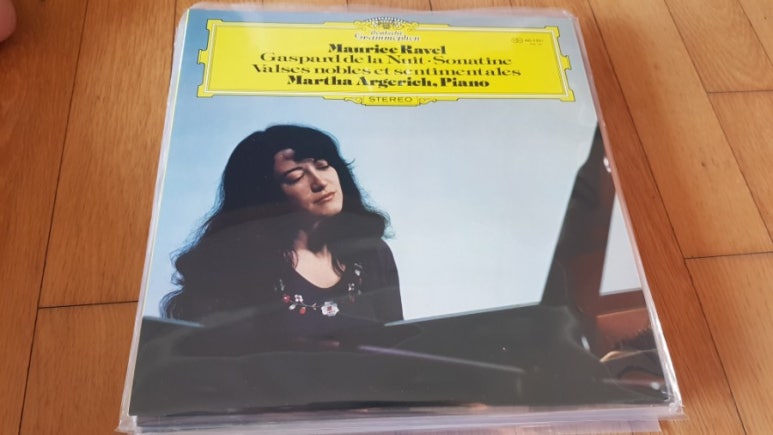 Deutsche
Grammophon
Maurice Ravel
Gaspard de la Nuit · Sonatine
Valses nobles et sentimentales
Martha Argerich, Piano
STEREO